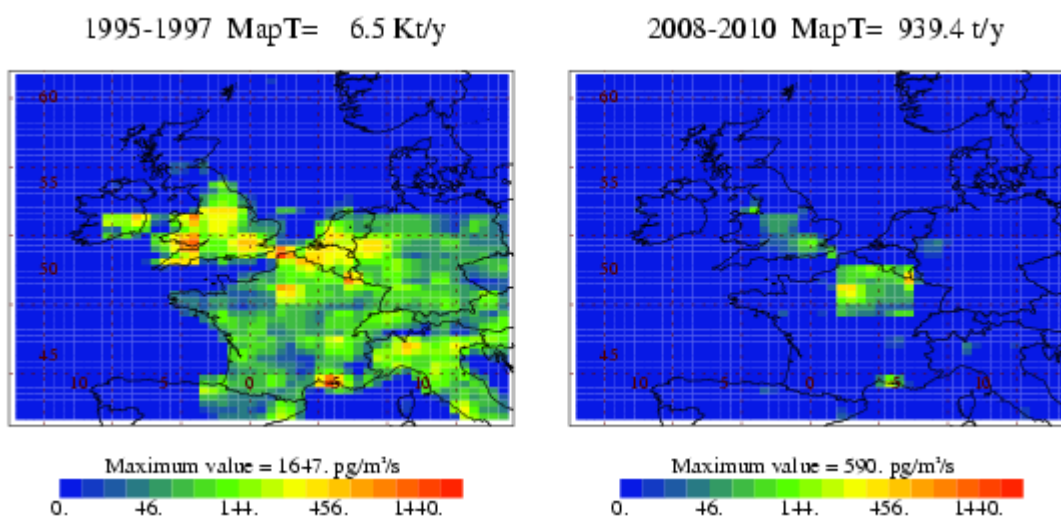 1995-1997 MapT= 6.5 Kt/y
2008-2010 MapT= 939.4 t/y
60
55
50
45
10 5 0 5 10
60
55
50
45
10 5 0 5 10
Maximum value = 1647. pg/m²/s
0. 46. 144. 456. 1440.
Maximum value = 590. pg/m²/s
0. 46. 144. 456. 1440.